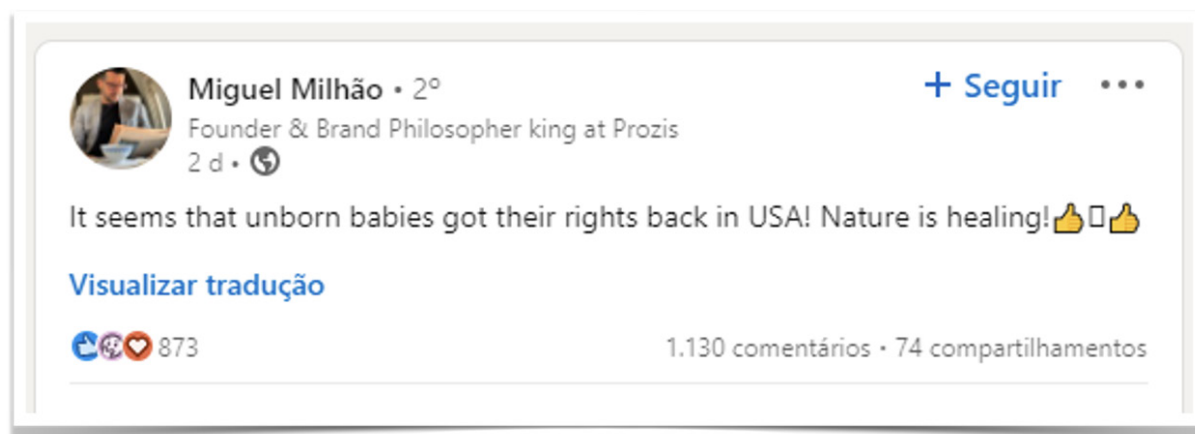 Miguel Milhão • 2º
+ Seguir •••
Founder & Brand Philosopher king at Prozis
2 d •
It seems that unborn babies got their rights back in USA! Nature is healing!👍▯👍
Visualizar tradução
873
1.130 comentários • 74 compartilhamentos